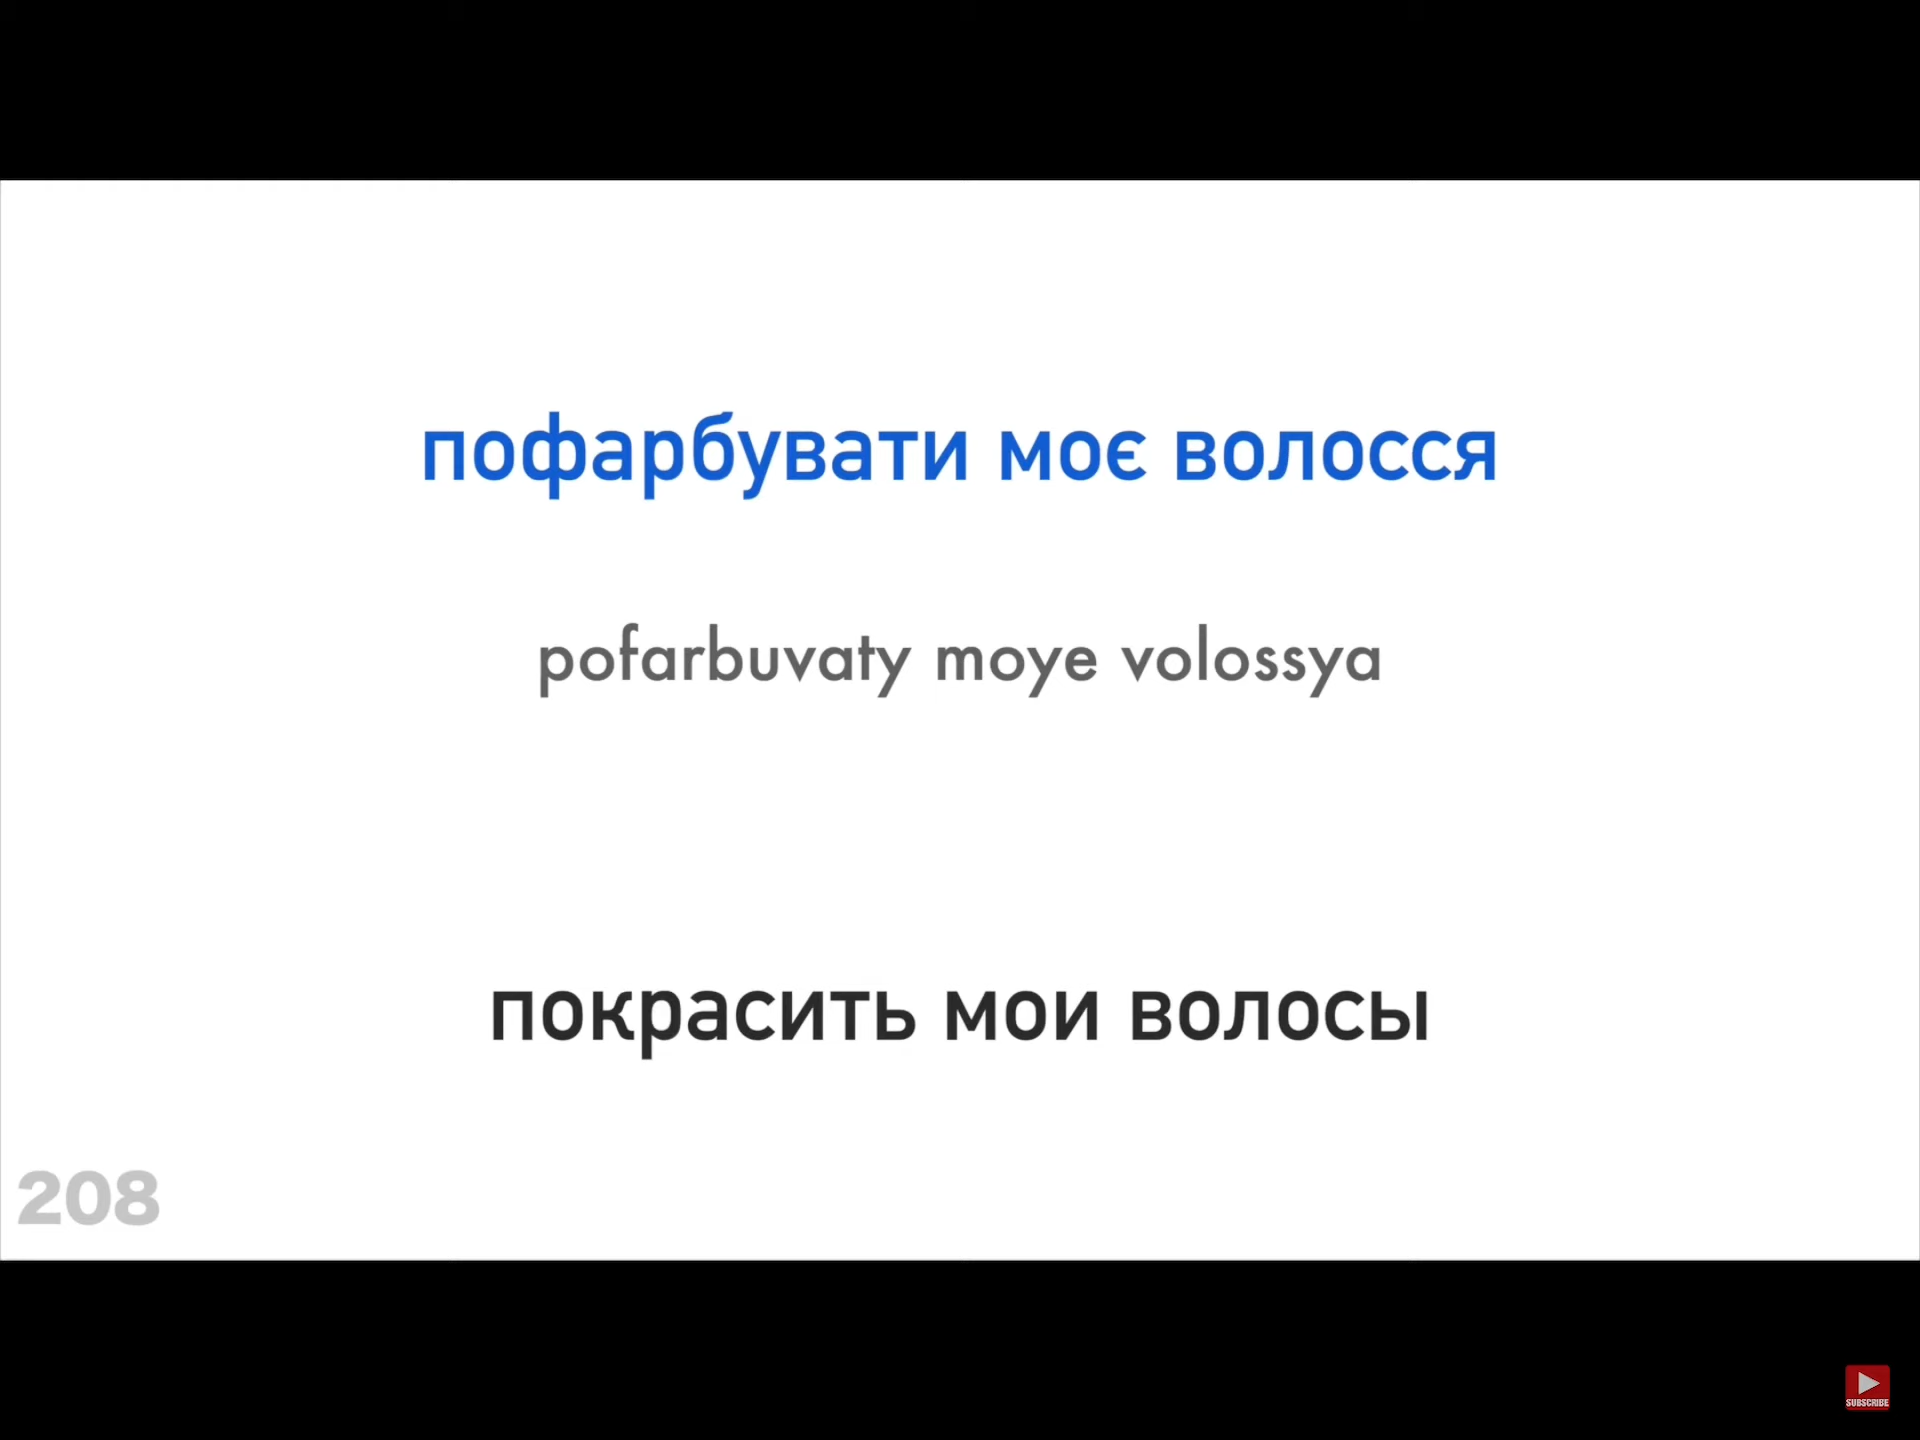 пофарбувати моє волосся
pofarbuvaty moye volossya
покрасить мои волосы
208
SUBSCRIBE